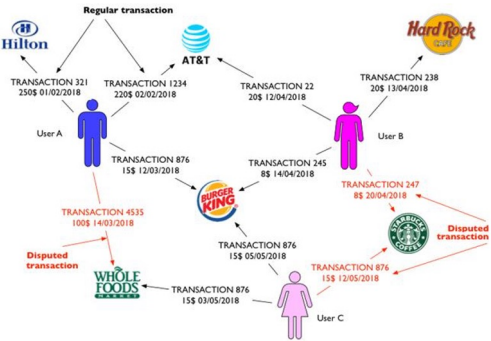 Regular transaction
Hilton
AT&T
Hard Rock
CAFE
TRANSACTION 321
250$ 01/02/2018
TRANSACTION 1234
220$ 02/02/2018
TRANSACTION 22
20$ 12/04/2018
TRANSACTION 238
20$ 13/04/2018
User A
User B
TRANSACTION 876
15$ 12/03/2018
TRANSACTION 245
8$ 14/04/2018
BURGER
KING
TRANSACTION 247
8$ 20/04/2018
TRANSACTION 4535
100$ 14/03/2018
STARBUCKS
COFFEE
Disputed
transaction
Disputed
transaction
TRANSACTION 876
15$ 05/05/2018
TRANSACTION 876
15$ 12/05/2018
WHOLE
FOODS
MARKET
TRANSACTION 876
15$ 03/05/2018
User C